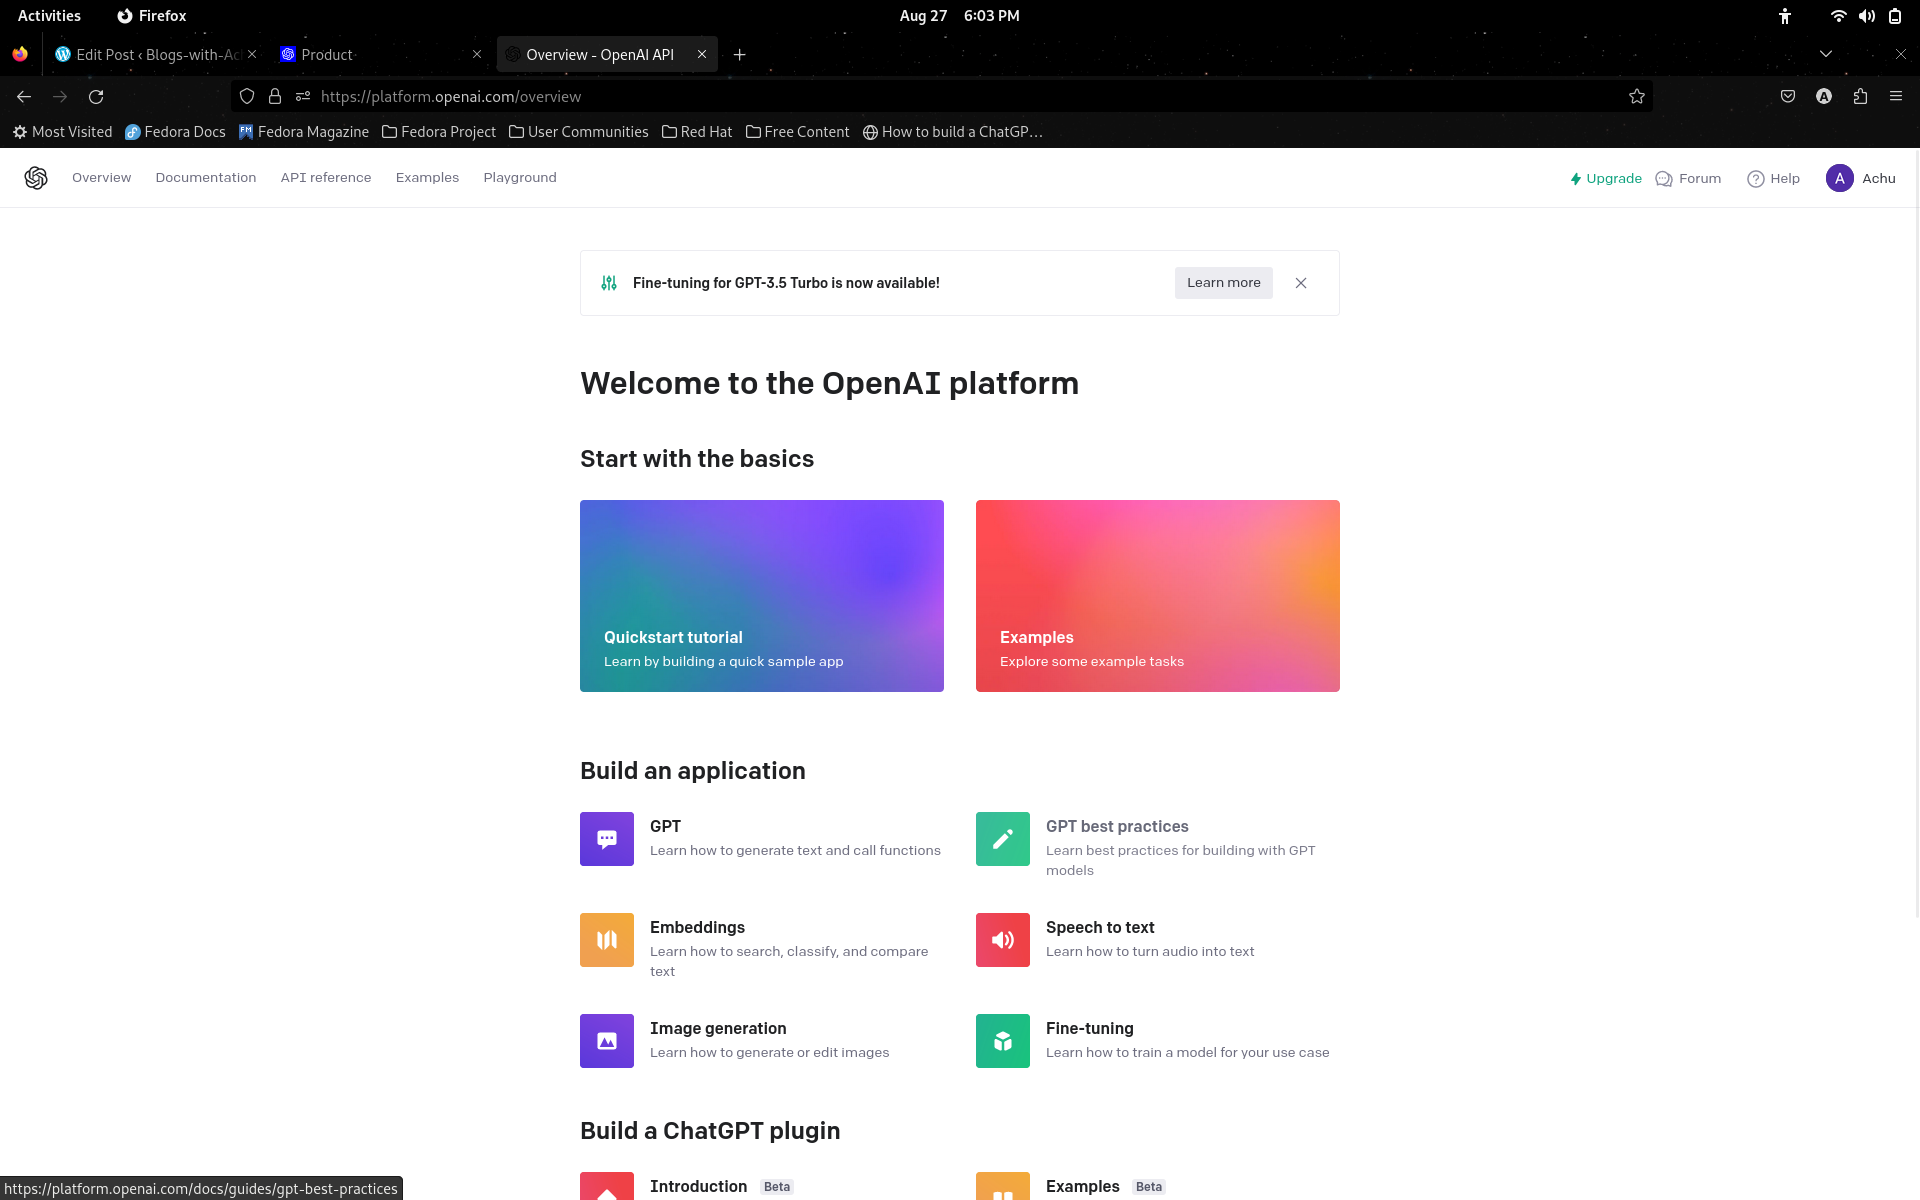 Activities Firefox Aug 27 6:03 PM
Edit Post ‹ Blogs-with-Ac Product Overview - OpenAI API
https://platform.openai.com/overview A
Most Visited Fedora Docs Fedora Magazine Fedora Project User Communities Red Hat Free Content How to build a ChatGP…
Overview Documentation API reference Examples Playground Upgrade Forum Help A Achu
Fine-tuning for GPT-3.5 Turbo is now available! Learn more
Welcome to the OpenAI platform
Start with the basics
Quickstart tutorial
Learn by building a quick sample app
Examples
Explore some example tasks
Build an application
GPT
Learn how to generate text and call functions
GPT best practices
Learn best practices for building with GPT
models
Embeddings
Learn how to search, classify, and compare
text
Speech to text
Learn how to turn audio into text
Image generation
Learn how to generate or edit images
Fine-tuning
Learn how to train a model for your use case
Build a ChatGPT plugin
Introduction Beta
Examples Beta
https://platform.openai.com/docs/guides/gpt-best-practices